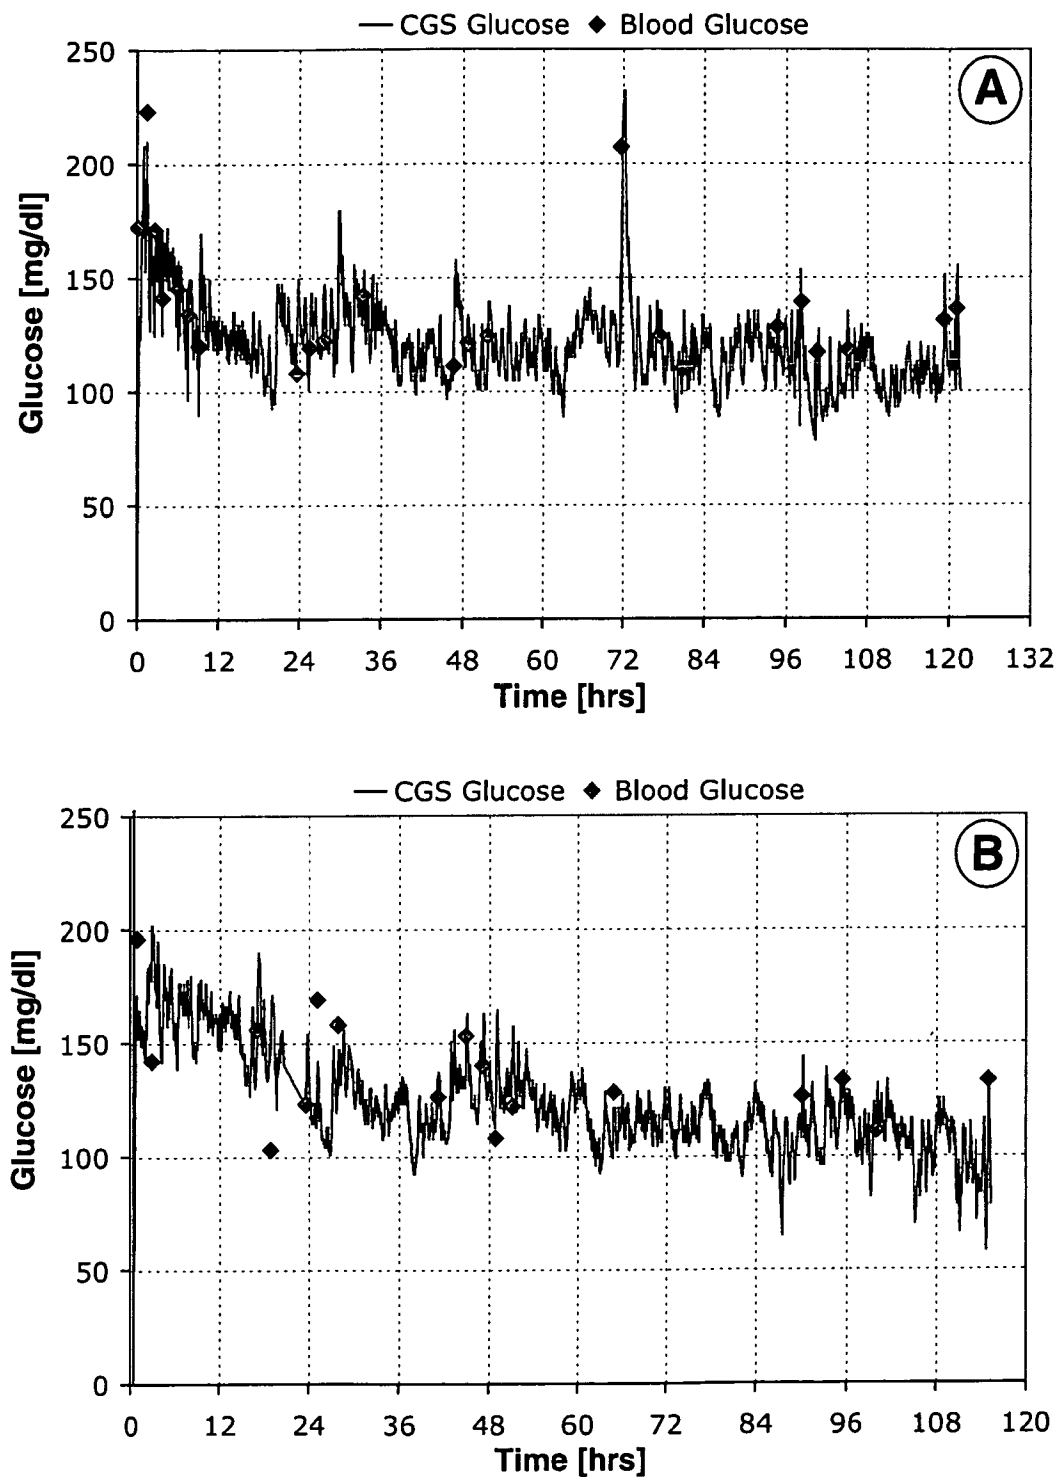 CGS Glucose Blood Glucose
250
A
200
150
100
50
0
Glucose [mg/dl]
0 12 24 36 48 60 72 84 96 108 120 132
Time [hrs]
CGS Glucose Blood Glucose
250
B
200
150
100
50
0
Glucose [mg/dl]
0 12 24 36 48 60 72 84 96 108 120
Time [hrs]